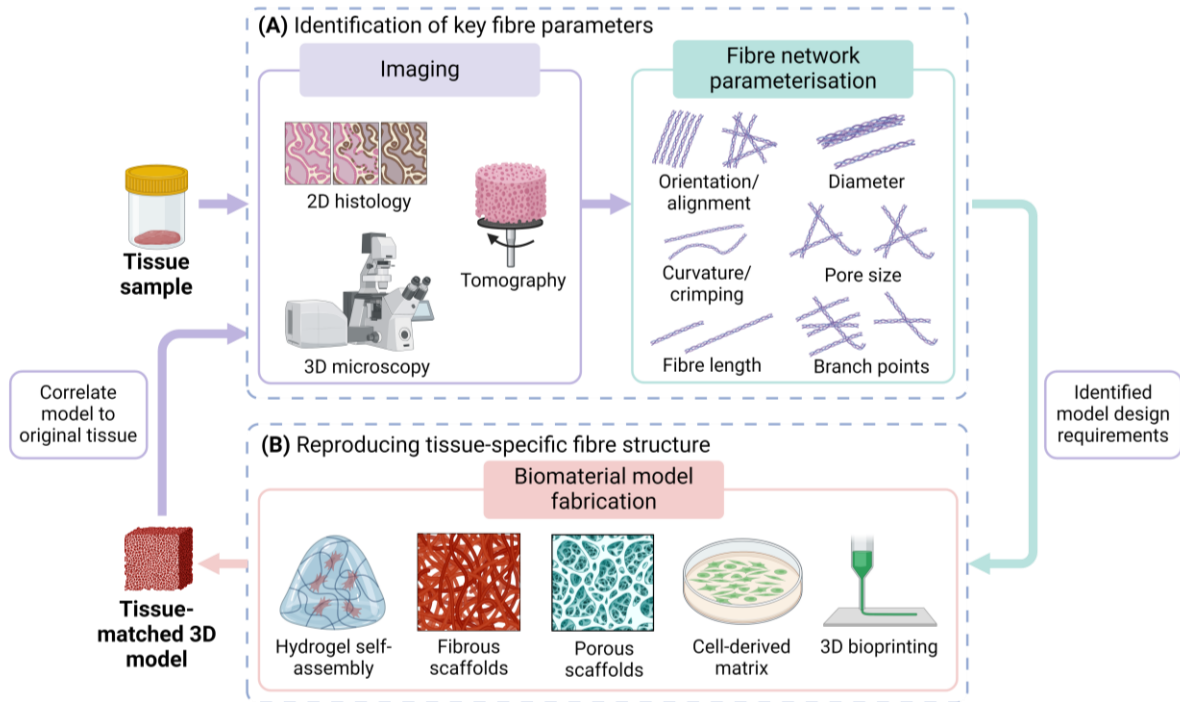 (A) Identification of key fibre parameters
Imaging
Fibre network
parameterisation
2D histology
Tomography
3D microscopy
Orientation/
alignment
Diameter
Curvature/
crimping
Pore size
Fibre length
Branch points
Tissue
sample
Correlate
model to
original tissue
Identified
model design
requirements
(B) Reproducing tissue-specific fibre structure
Biomaterial model
fabrication
Tissue-
matched 3D
model
Hydrogel self-
assembly
Fibrous
scaffolds
Porous
scaffolds
Cell-derived
matrix
3D bioprinting